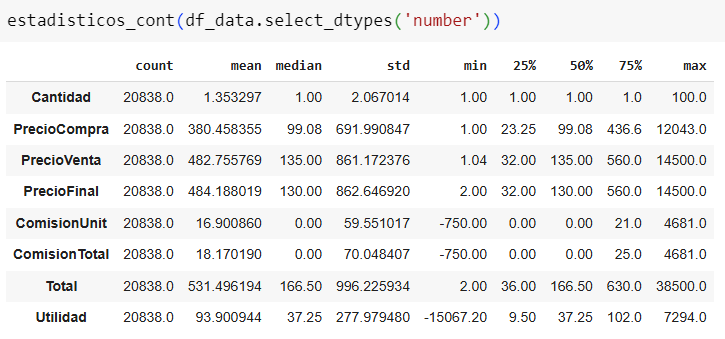 estadisticos_cont(df_data.select_dtypes('number'))
count mean median std min 25% 50% 75% max
Cantidad 20838.0 1.353297 1.00 2.067014 1.00 1.00 1.00 1.0 100.0
PrecioCompra 20838.0 380.458355 99.08 691.990847 1.00 23.25 99.08 436.6 12043.0
PrecioVenta 20838.0 482.755769 135.00 861.172376 1.04 32.00 135.00 560.0 14500.0
PrecioFinal 20838.0 484.188019 130.00 862.646920 2.00 32.00 130.00 560.0 14500.0
ComisionUnit 20838.0 16.900860 0.00 59.551017 -750.00 0.00 0.00 21.0 4681.0
ComisionTotal 20838.0 18.170190 0.00 70.048407 -750.00 0.00 0.00 25.0 4681.0
Total 20838.0 531.496194 166.50 996.225934 2.00 36.00 166.50 630.0 38500.0
Utilidad 20838.0 93.900944 37.25 277.979480 -15067.20 9.50 37.25 102.0 7294.0